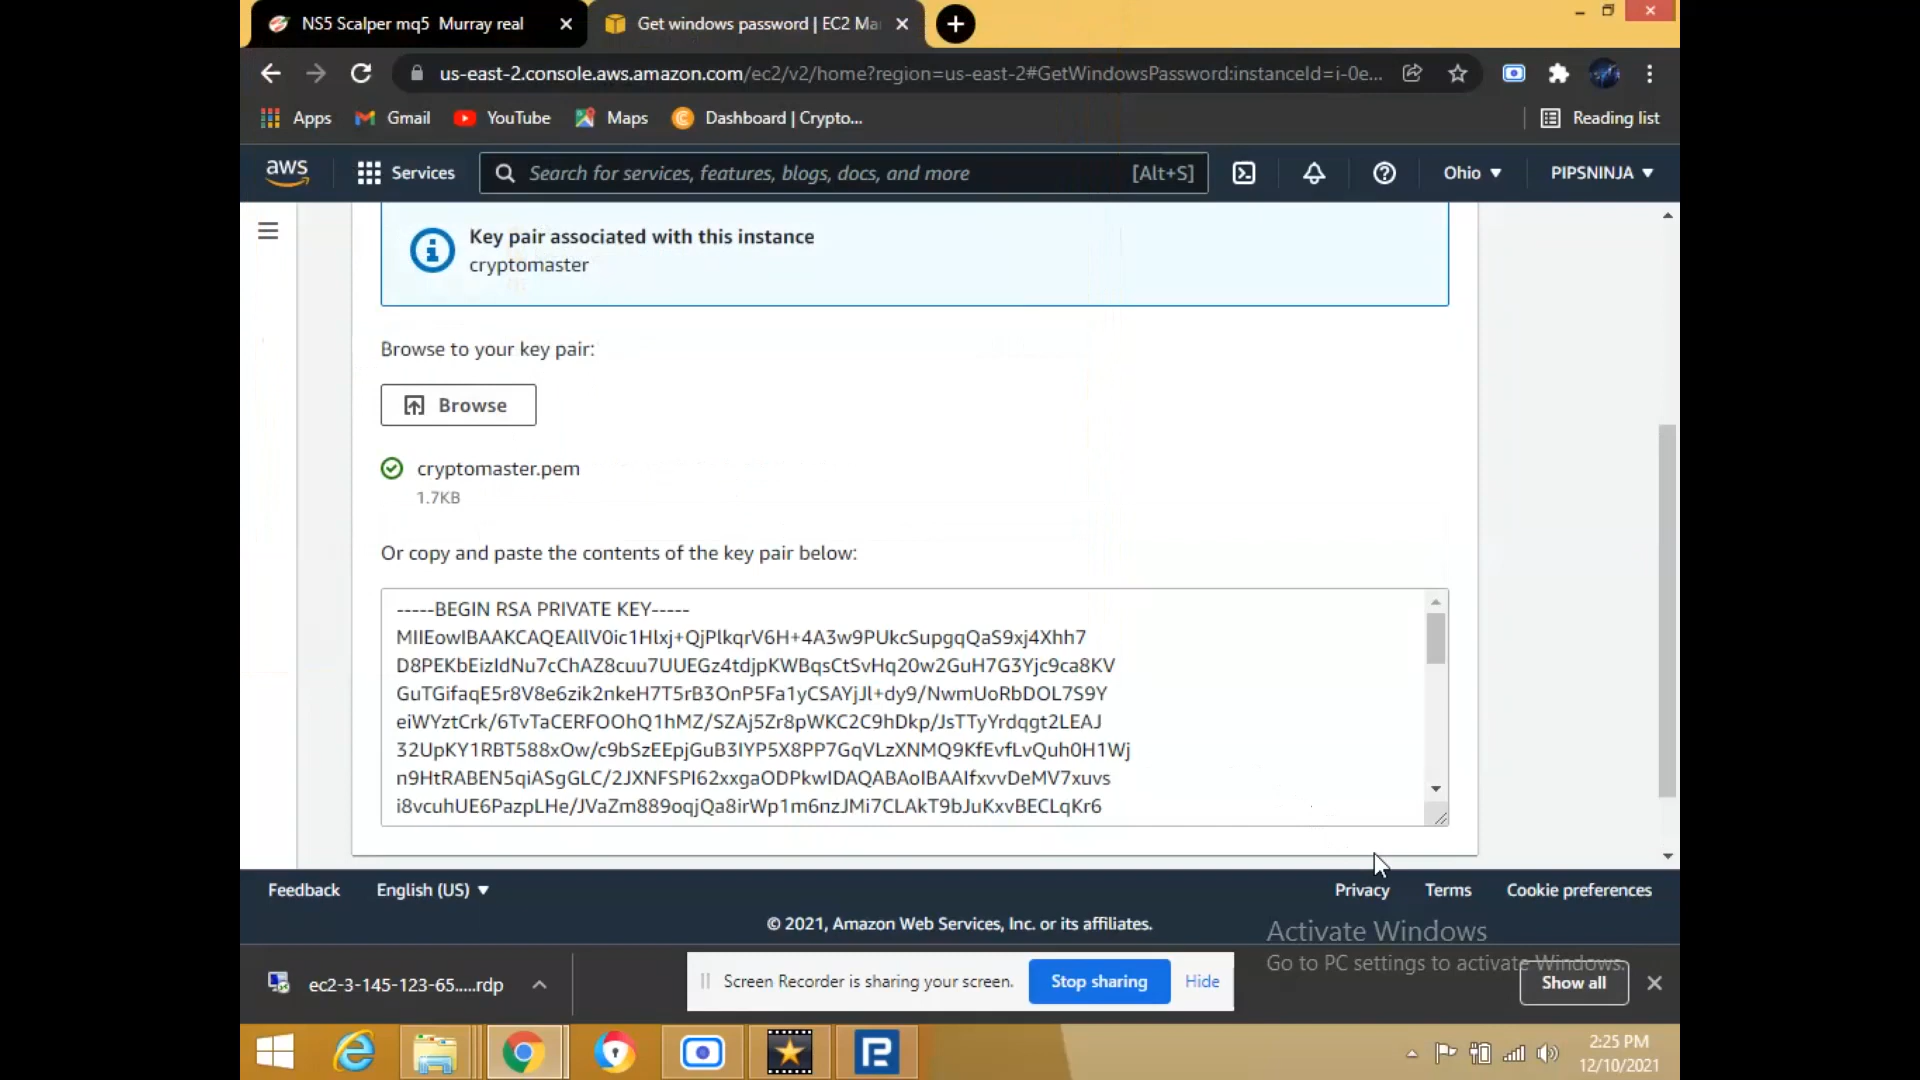 NS5 Scalper mq5 Murray real
Get windows password | EC2 Ma
us-east-2.console.aws.amazon.com/ec2/v2/home?region=us-east-2#GetWindowsPassword:instanceId=i-0e...
Apps
Gmail
YouTube
Maps
Dashboard | Crypto...
Reading list
aws
Services
Search for services, features, blogs, docs, and more
[Alt+S]
Ohio
PIPSNINJA
Key pair associated with this instance
cryptomaster
Browse to your key pair:
Browse
cryptomaster.pem
1.7KB
Or copy and paste the contents of the key pair below:
-----BEGIN RSA PRIVATE KEY-----
MIIEowIBAAKCAQEAllV0ic1Hlxj+QjPlkqrV6H+4A3w9PUkcSupgqQaS9xj4Xhh7
D8PEKbEizIdNu7cChAZ8cuu7UUEGz4tdjpKWBqsCtSvHq20w2GuH7G3Yjc9ca8KV
GuTGifaqE5r8V8e6zik2nkeH7T5rB3OnP5Fa1yCSAYjJl+dy9/NwmUoRbDOL7S9Y
eiWYztCrk/6TvTaCERFOOhQ1hMZ/SZAj5Zr8pWKC2C9hDkp/JsTTyYrdqgt2LEAJ
32UpKY1RBT588xOw/c9bSzEEpjGuB3IYP5X8PP7GqVLzXNMQ9KfEvfLvQuh0H1Wj
n9HtRABEN5qiASgGLC/2JXNFSPI62xxgaODPkwIDAQABAoIBAAIfxvvDeMV7xuvs
i8vcuhUE6PazpLHe/JVaZm889oqjQa8irWp1m6nzJMi7CLAkT9bJuKxvBECLqKr6
Feedback
English (US)
Privacy
Terms
Cookie preferences
© 2021, Amazon Web Services, Inc. or its affiliates.
Activate Windows
Go to PC settings to activate Windows.
ec2-3-145-123-65.....rdp
Screen Recorder is sharing your screen.
Stop sharing
Hide
Show all
2:25 PM
12/10/2021